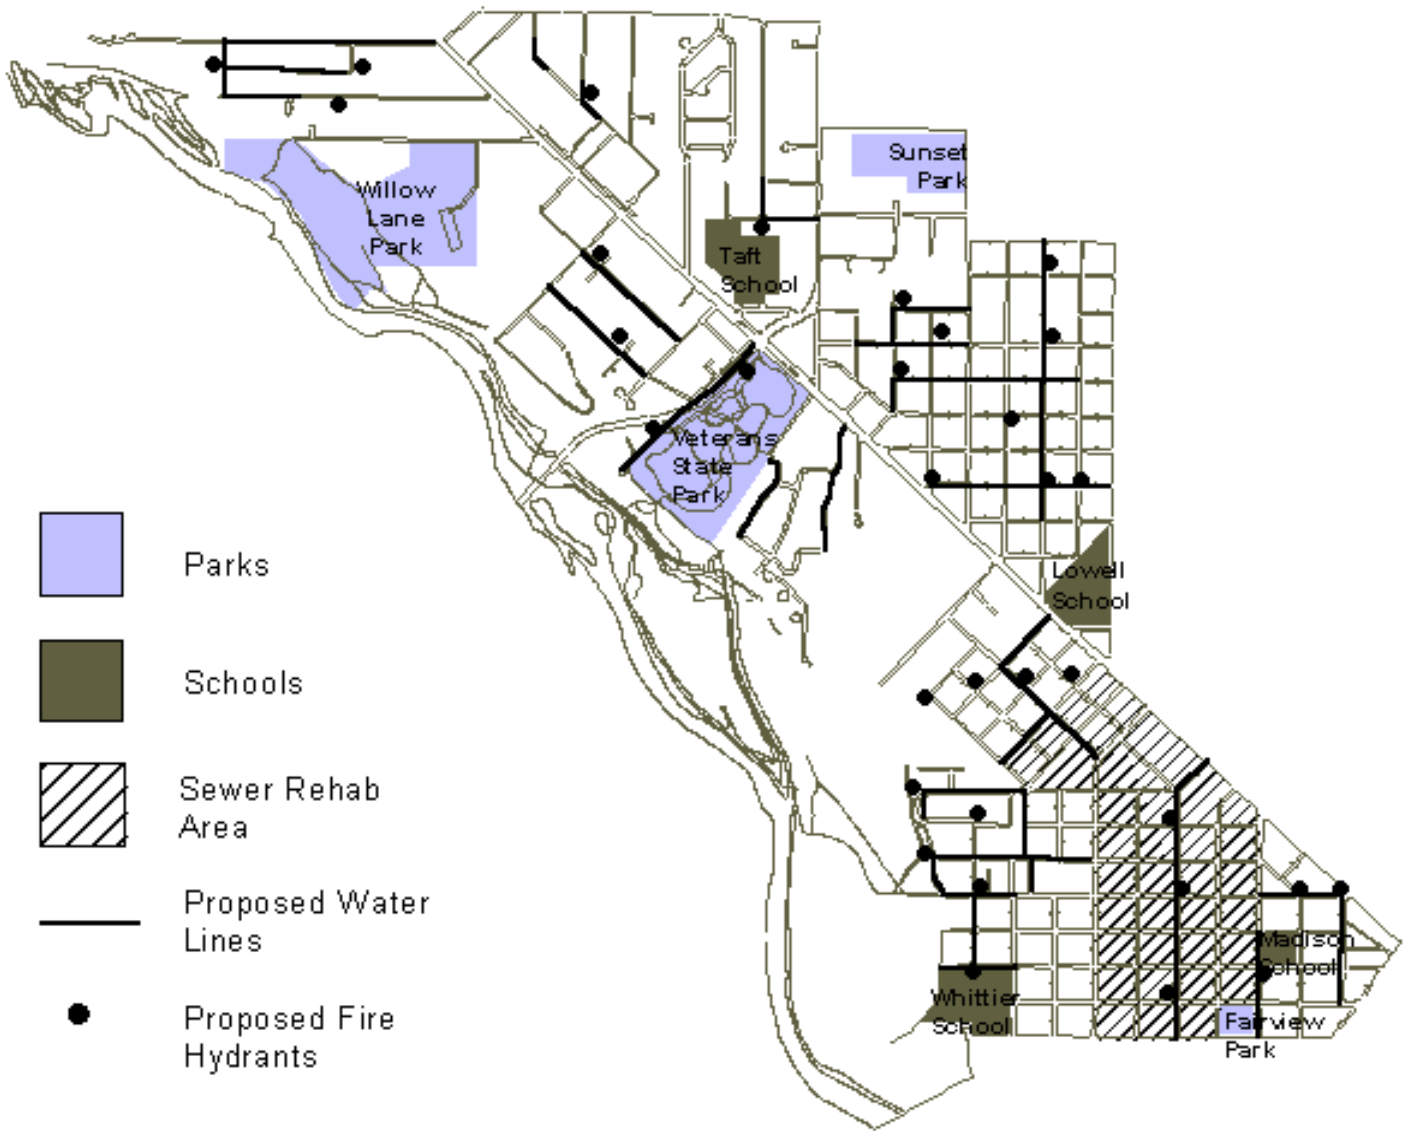 Sunset
Park
Willow
Lane
Park
Taft
School
Veterans
State
Park
Parks
Lowell
School
Schools
Sewer Rehab
Area
Proposed Water
Lines
Madison
School
Whittier
School
Proposed Fire
Hydrants
Fairview
Park